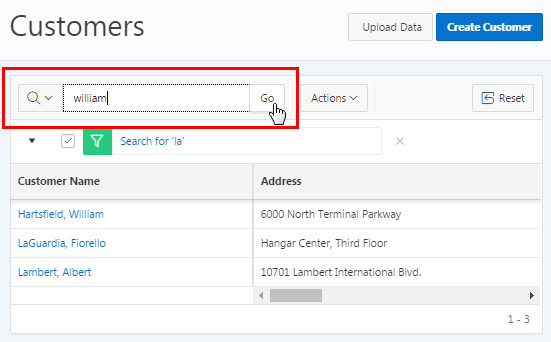 Customers
Upload Data
Create Customer
william
Go
Actions
Reset
Search for 'la'
Customer Name
Address
Hartsfield, William
6000 North Terminal Parkway
LaGuardia, Fiorello
Hangar Center, Third Floor
Lambert, Albert
10701 Lambert International Blvd.
1 - 3